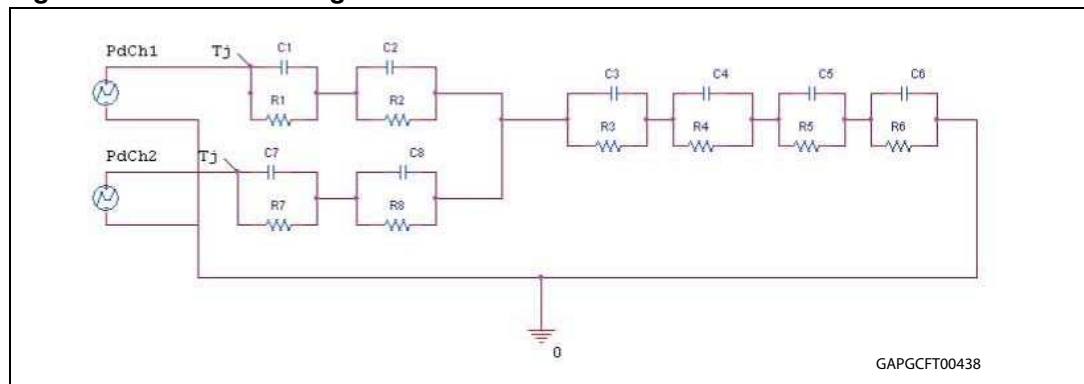 PdCh1
Tj
C1
C2
R1
R2
C3
C4
C5
C6
R3
R4
R5
R6
PdCh2
Tj
C7
C8
R7
R8
0
GAPGCFT00438